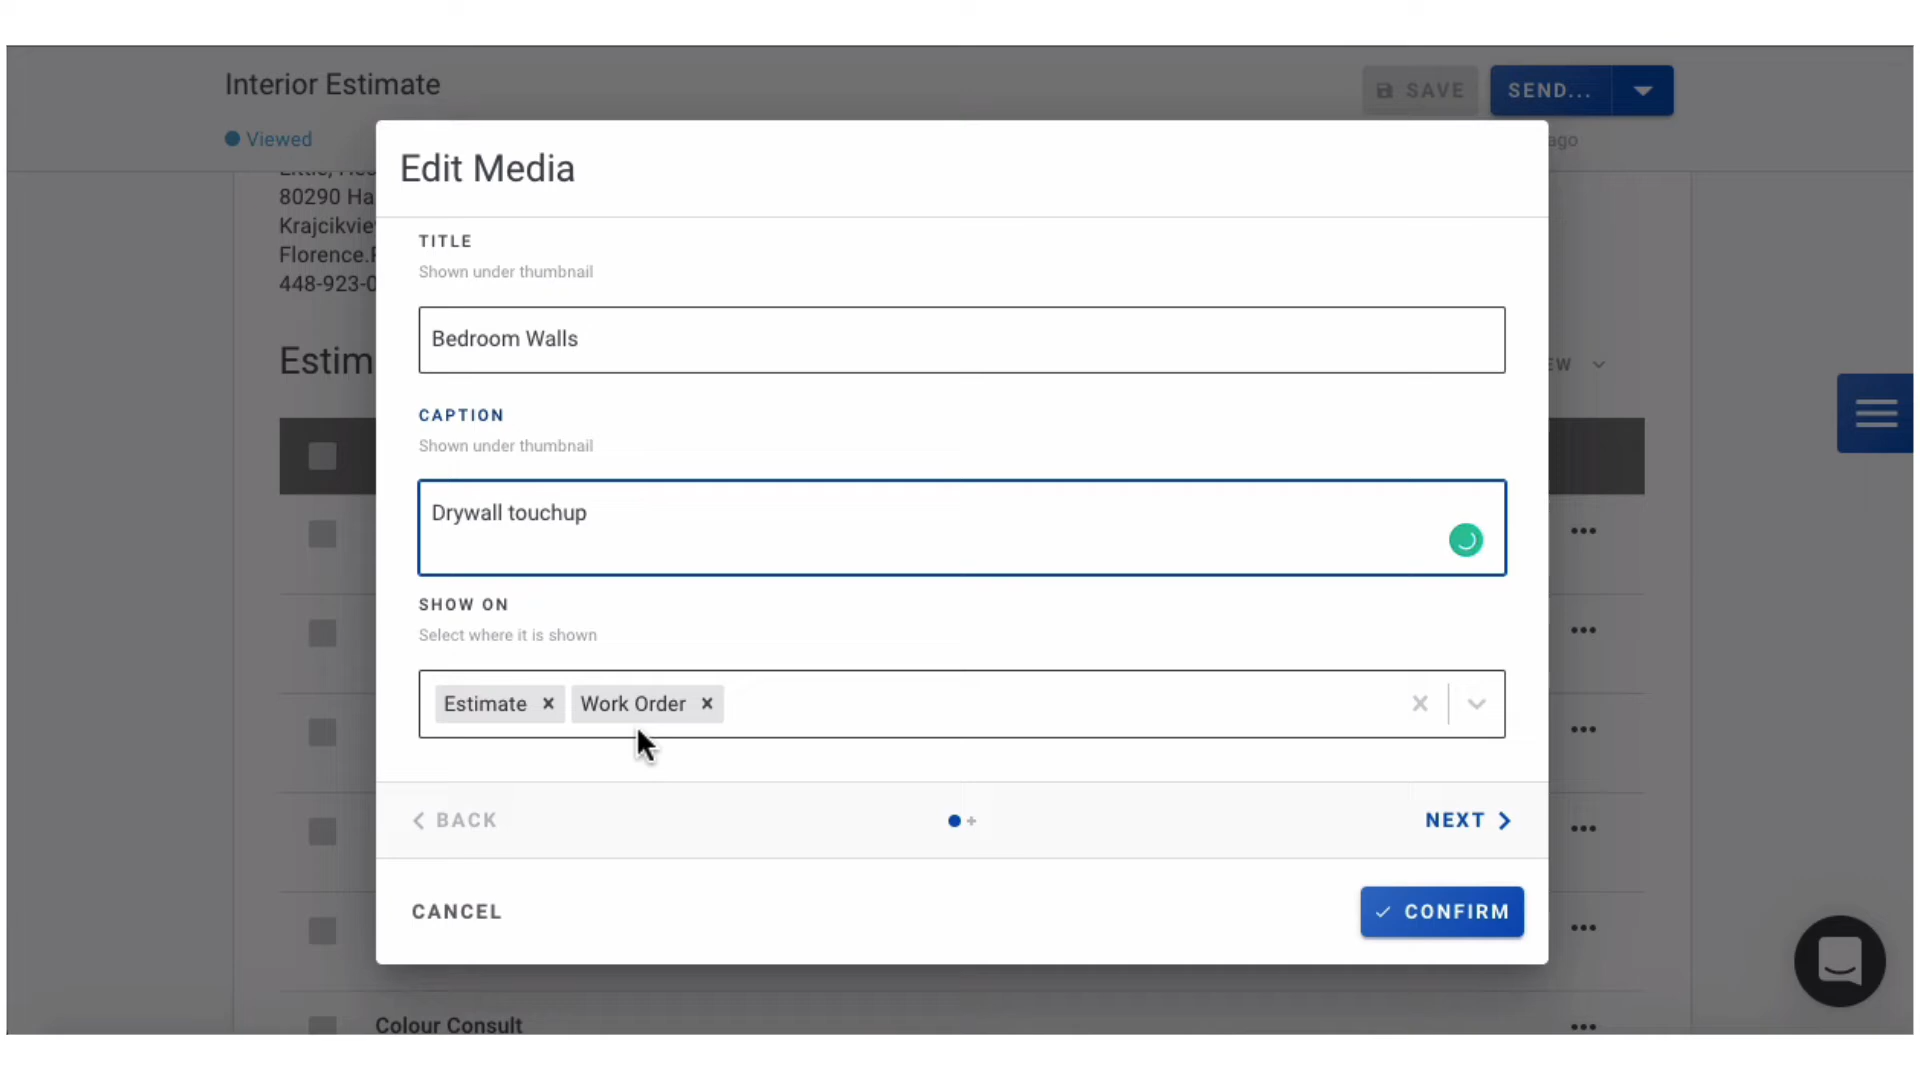 Interior Estimate
SAVE
SEND...
Viewed
ago
80290 Ha
Krajcikvie
Florence.
448-923-0
Estim
EW
Edit Media
TITLE
Shown under thumbnail
Bedroom Walls
CAPTION
Shown under thumbnail
Drywall touchup
SHOW ON
Select where it is shown
Estimate × Work Order ×
BACK
NEXT
CANCEL
CONFIRM
Colour Consult